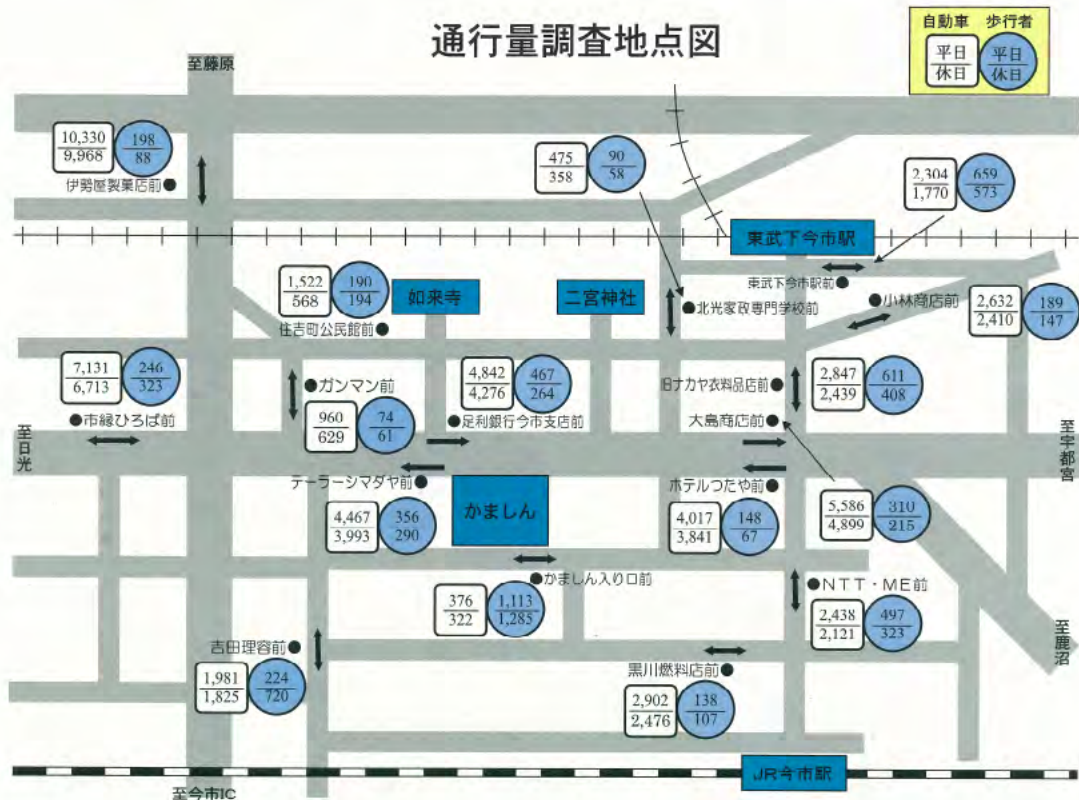 通行量調査地点図
自動車 歩行者
平日
休日
平日
休日
至藤原
10,330
9,968
198
88
伊勢屋製菓店前
475
358
90
58
2,304
1,770
659
573
東武下今市駅
東武下今市駅前
1,522
568
190
194
住吉町公民館前
如来寺
二宮神社
北光家政専門学校前
小林商店前
2,632
2,410
189
147
7,131
6,713
246
323
市縁ひろば前
ガンマン前
960
629
74
61
4,842
4,276
467
264
足利銀行今市支店前
旧ナカヤ衣料品店前
2,847
2,439
611
408
大島商店前
至日光
至宇都宮
テーラーシマダヤ前
4,467
3,993
356
290
かましん
ホテルつたや前
4,017
3,841
148
67
5,586
4,899
310
215
かましん入り口前
376
322
1,113
1,285
NTT・ME前
2,438
2,121
497
323
至鹿沼
吉田理容前
1,981
1,825
224
720
黒川燃料店前
2,902
2,476
138
107
JR今市駅
至今市IC